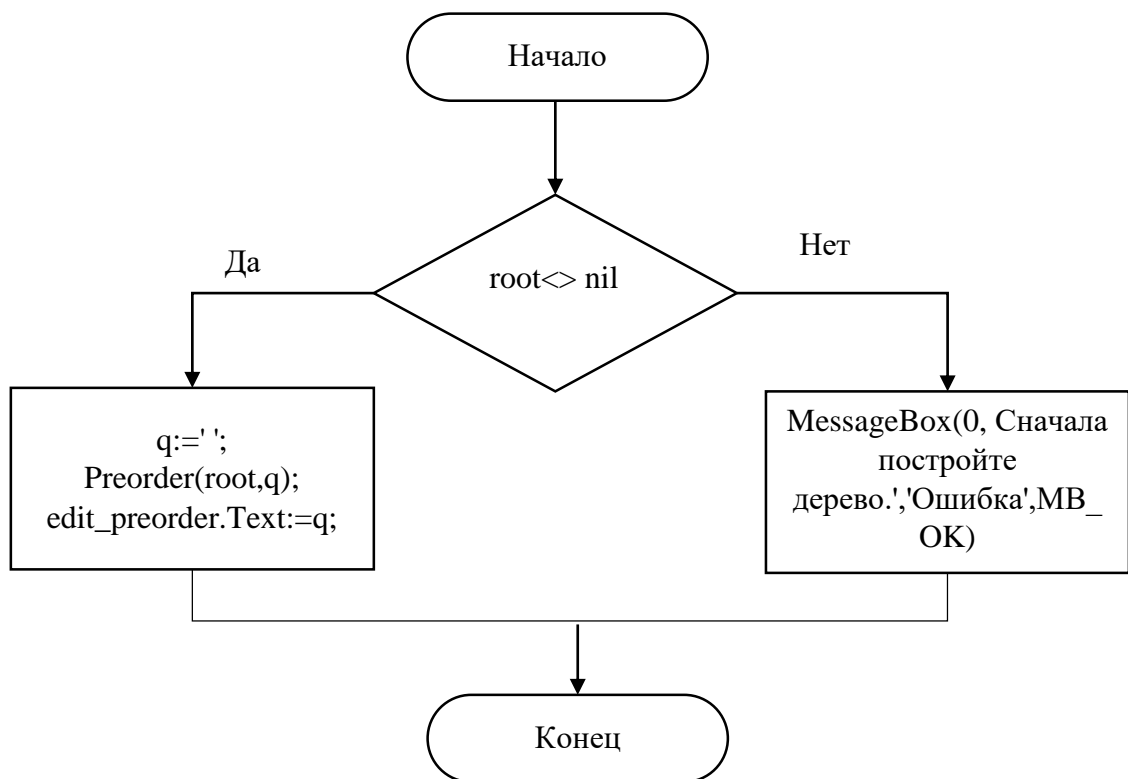 Начало
Да
Нет
root<> nil
q:=' ';
Preorder(root,q);
edit_preorder.Text:=q;
MessageBox(0, Сначала
постройте
дерево.','Ошибка',MB_
OK)
Конец